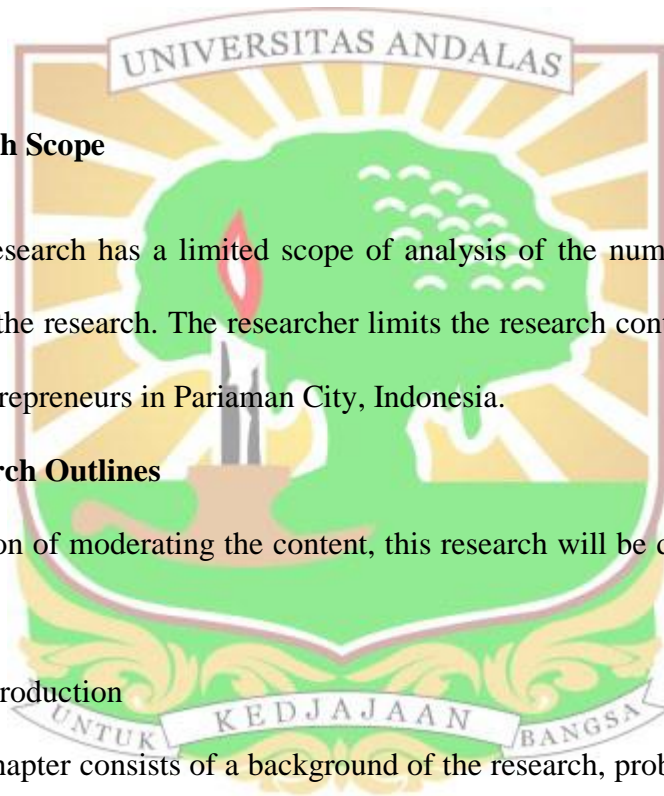 UNIVERSITAS ANDALAS
h Scope
esearch has a limited scope of analysis of the num
the research. The researcher limits the research cont
repreneurs in Pariaman City, Indonesia.
rch Outlines
on of moderating the content, this research will be d
roduction
UNTUK KEDJAJAAN BANGSA
hapter consists of a background of the research, prob